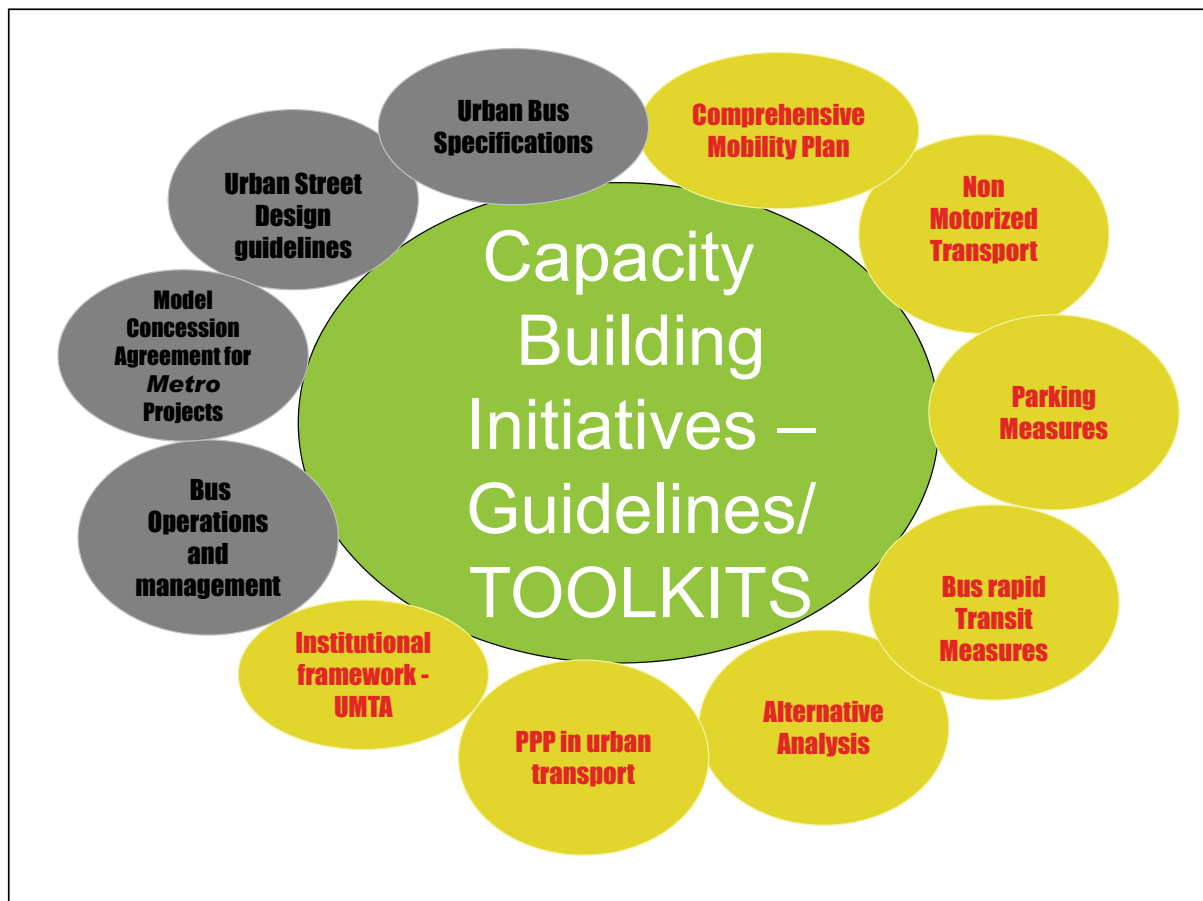 Urban Bus
Specifications
Comprehensive
Mobility Plan
Urban Street
Design
guidelines
Non
Motorized
Transport
Capacity
Building
Initiatives –
Guidelines/
TOOLKITS
Model
Concession
Agreement for
Metro
Projects
Parking
Measures
Bus
Operations
and
management
Bus rapid
Transit
Measures
Institutional
framework -
UMTA
Alternative
Analysis
PPP in urban
transport